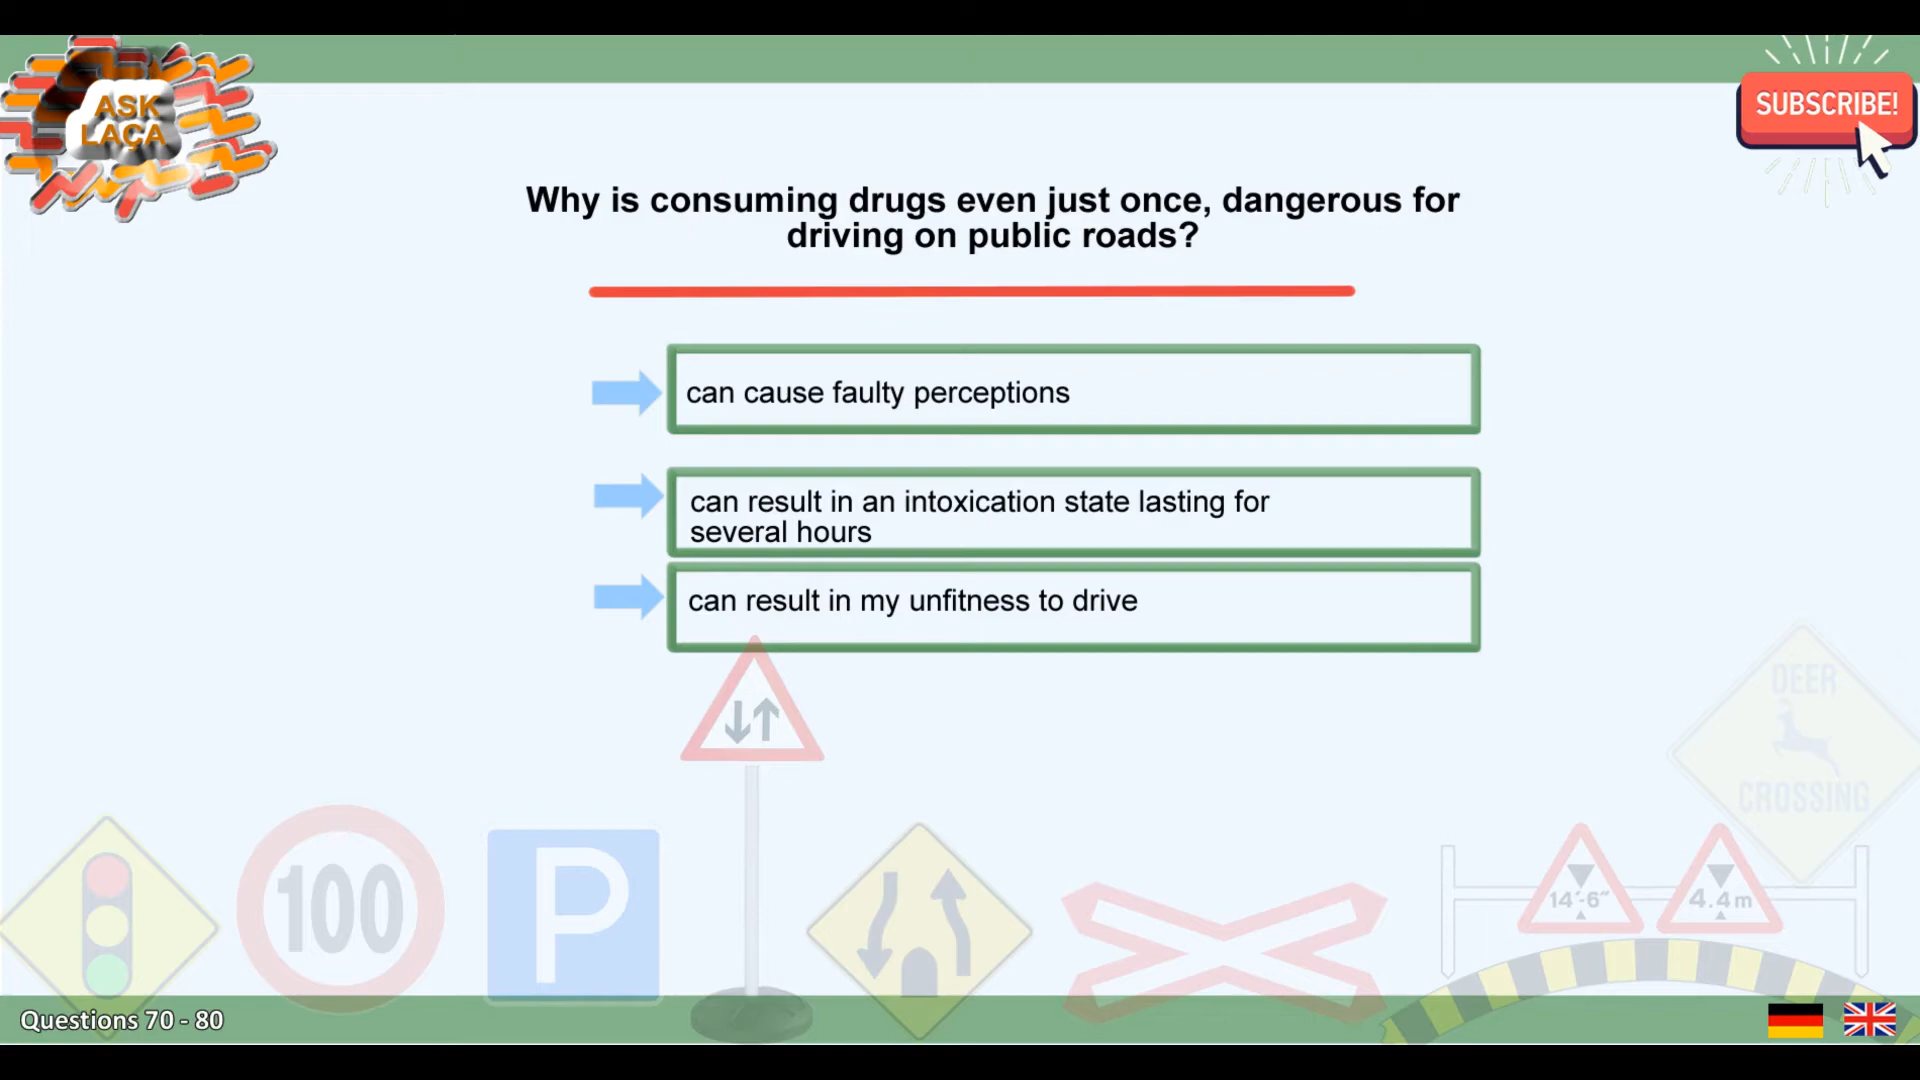 ASK
LAÇA
SUBSCRIBE!
Why is consuming drugs even just once, dangerous for
driving on public roads?
can cause faulty perceptions
can result in an intoxication state lasting for
several hours
can result in my unfitness to drive
DEER
CROSSING
100
P
14'-6"
4.4m
Questions 70 - 80